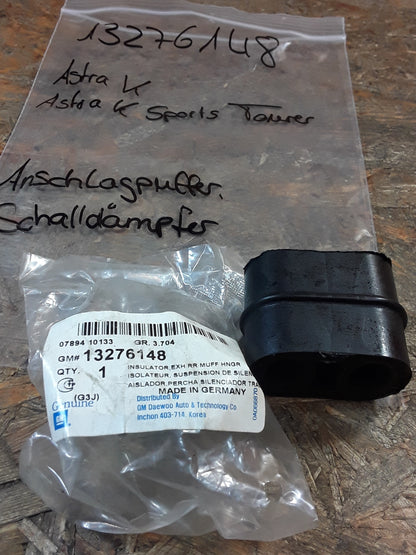 13276148
Astra K
Astra K Sports Tourer
Anschlagpuffer,
Schalldämpfer
07894 10133 GR. 3.704
GM# 13276148
QTY. 1
INSULATOR,EXH RR MUFF HNGR
ISOLATEUR, SUSPENSION DE SILEN
AISLADOR,PERCHA SILENCIADOR TRA
MADE IN GERMANY
(G3J)
Genuine
GM
Distributed By
GM Daewoo Auto & Technology Co.
Inchon 403-714, Korea